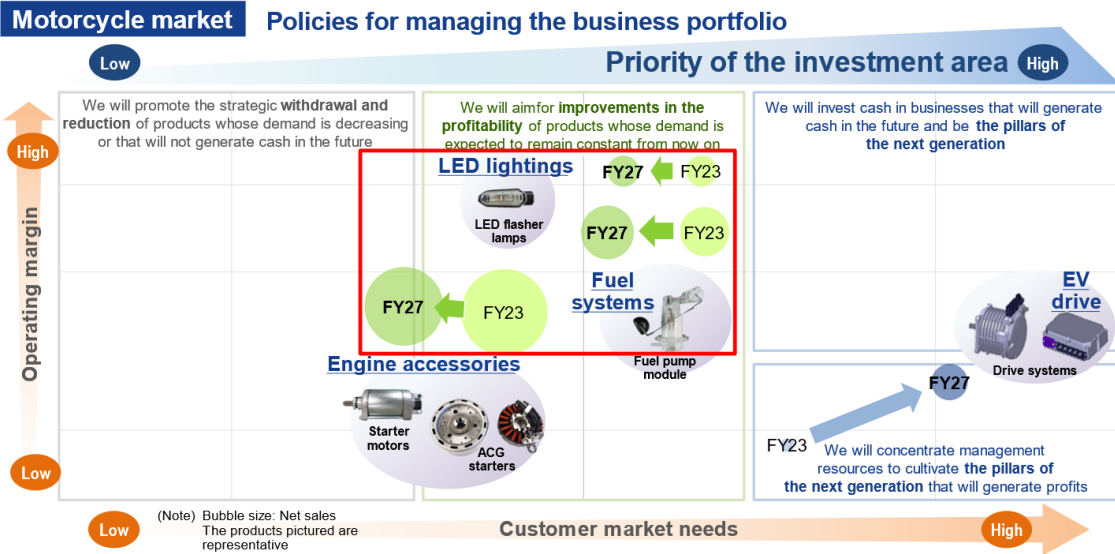 Motorcycle market
Policies for managing the business portfolio
Low
Priority of the investment area
High
We will promote the strategic withdrawal and
reduction of products whose demand is decreasing
or that will not generate cash in the future
We will aimfor improvements in the
profitability of products whose demand is
expected to remain constant from now on
We will invest cash in businesses that will generate
cash in the future and be the pillars of
the next generation
High
Operating margin
Low
LED lightings
LED flasher
lamps
FY27
FY23
FY27
FY23
Fuel
systems
Fuel pump
module
FY27
FY23
Engine accessories
Starter
motors
ACG
starters
EV
drive
Drive systems
FY27
FY23
We will concentrate management
resources to cultivate the pillars of
the next generation that will generate profits
(Note) Bubble size: Net sales
The products pictured are
representative
Low
Customer market needs
High